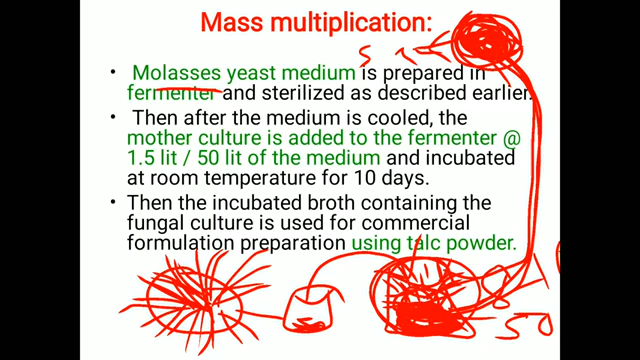 Mass multiplication:
• Molasses yeast medium is prepared in
fermenter and sterilized as described earlier.
• Then after the medium is cooled, the
mother culture is added to the fermenter @
1.5 lit / 50 lit of the medium and incubated
at room temperature for 10 days.
• Then the incubated broth containing the
fungal culture is used for commercial
formulation preparation using talc powder.
50